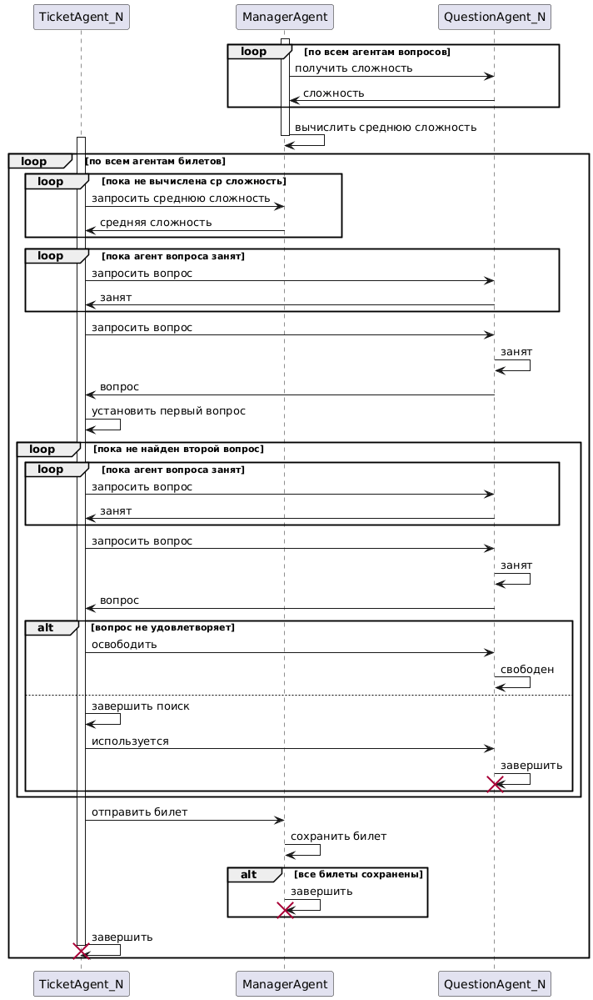 TicketAgent_N
ManagerAgent
QuestionAgent_N
loop [по всем агентам вопросов]
получить сложность
сложность
вычислить среднюю сложность
loop [по всем агентам билетов]
loop [пока не вычислена ср сложность]
запросить среднюю сложность
средняя сложность
loop [пока агент вопроса занят]
запросить вопрос
занят
запросить вопрос
занят
вопрос
установить первый вопрос
loop [пока не найден второй вопрос]
loop [пока агент вопроса занят]
запросить вопрос
занят
запросить вопрос
занят
вопрос
alt [вопрос не удовлетворяет]
освободить
свободен
завершить поиск
используется
завершить
отправить билет
сохранить билет
alt [все билеты сохранены]
завершить
завершить
TicketAgent_N
ManagerAgent
QuestionAgent_N